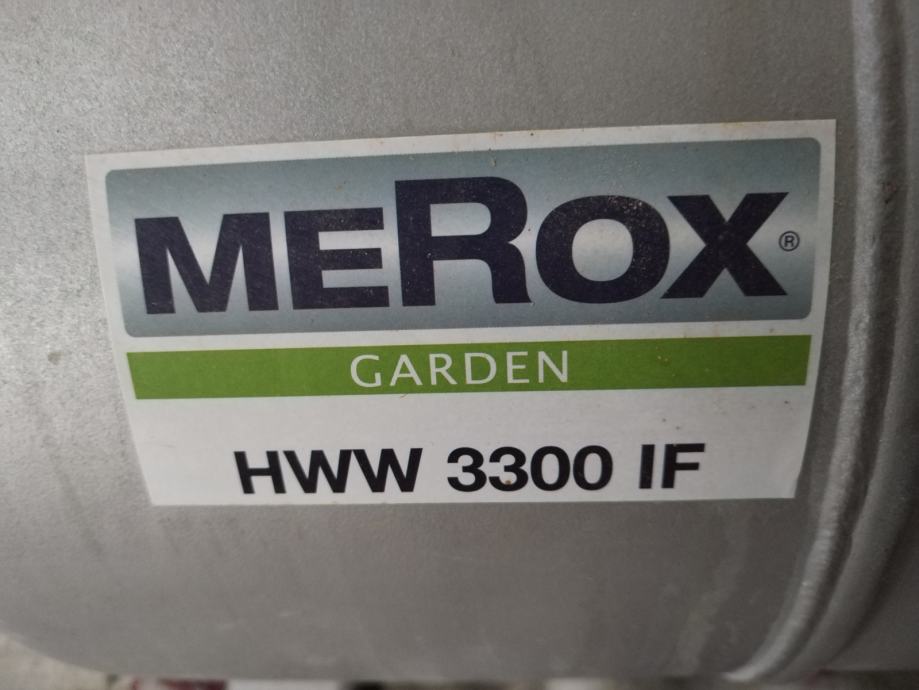 MEROX®
GARDEN
HWW 3300 IF